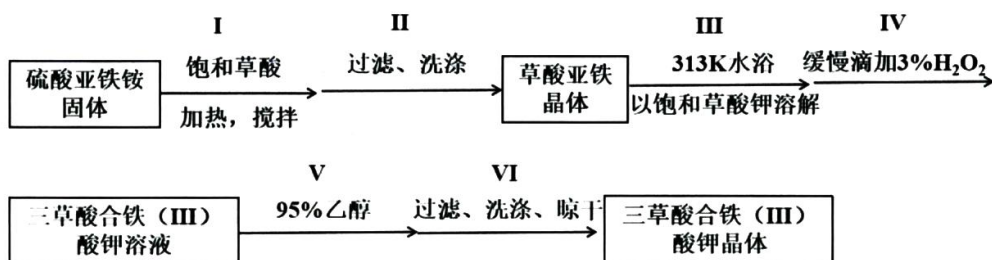 I II III IV
硫酸亚铁铵
固体
饱和草酸
加热，搅拌
过滤、洗涤
草酸亚铁
晶体
313K水浴
以饱和草酸钾溶解
缓慢滴加3%H₂O₂
V VI
三草酸合铁（III）
酸钾溶液
95%乙醇
过滤、洗涤、晾干
三草酸合铁（III）
酸钾晶体